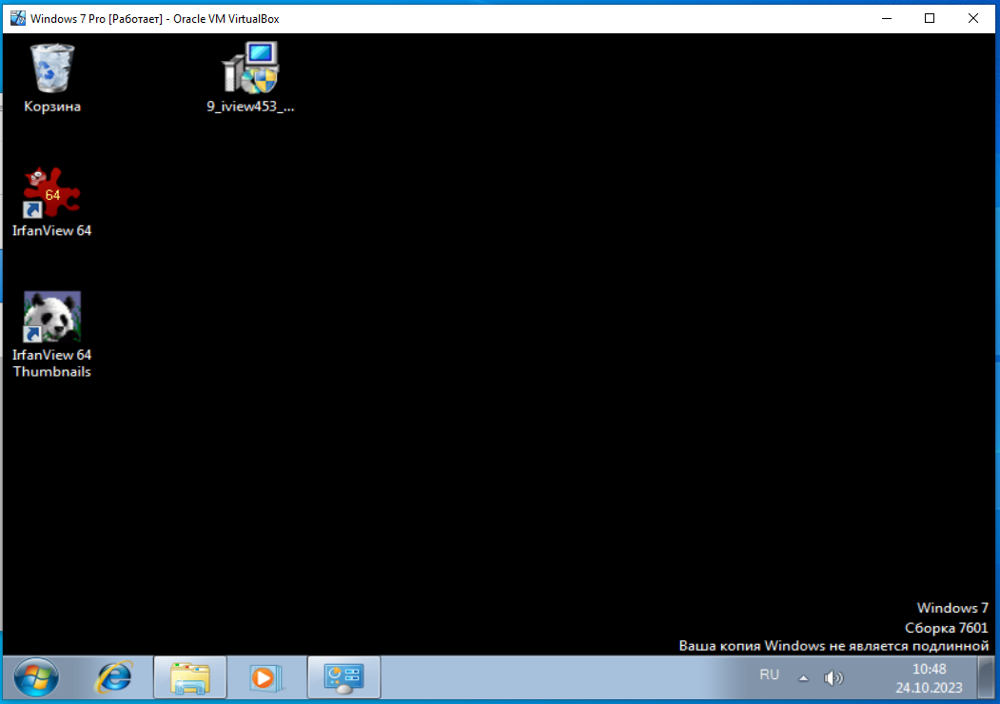 Windows 7 Pro [Работает] - Oracle VM VirtualBox
Корзина
9_iview453_...
64
IrfanView 64
IrfanView 64
Thumbnails
Windows 7
Сборка 7601
Ваша копия Windows не является подлинной
RU
10:48
24.10.2023